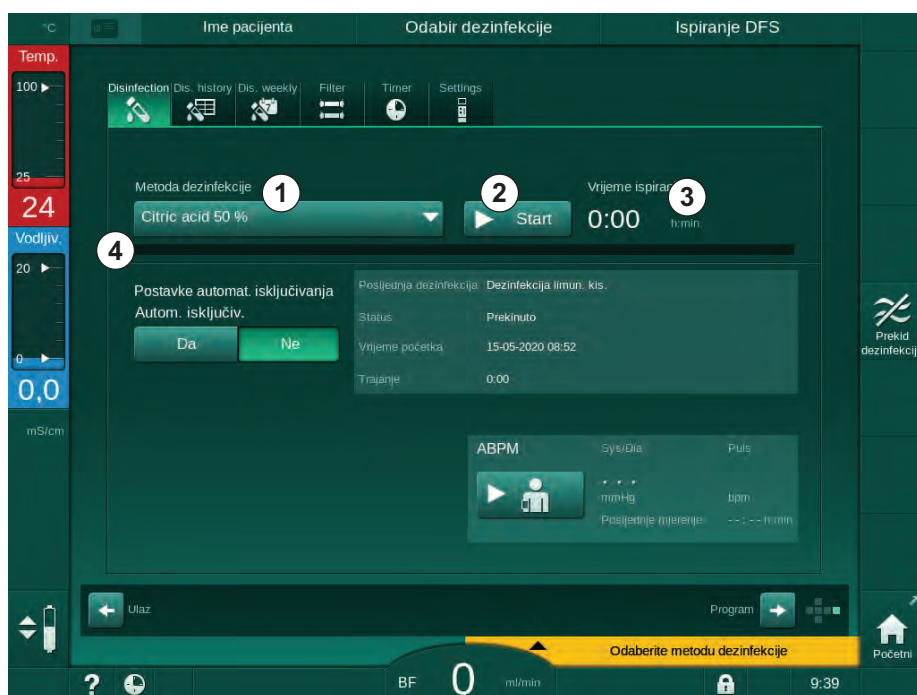 °C
Ime pacijenta
Odabir dezinfekcije
Ispiranje DFS
Temp.
100
25
24
Vodljiv.
20
0
0,0
mS/cm
Disinfection
Dis. history
Dis. weekly
Filter
Timer
Settings
Metoda dezinfekcije
1
2
Vrijeme ispiran
3
Citric acid 50 %
Start
0:00
h:min
4
Postavke automat. isključivanja
Autom. isključiv.
Da
Ne
Posljednja dezinfekcija
Dezinfekcija limun. kis.
Status
Prekinuto
Vrijeme početka
15-05-2020 08:52
Trajanje
0:00
Prekid
dezinfekcij
ABPM
Sys/Dia
Puls
mmHg
bpm
Posljednje mjerenje
--:-- h:min
Ulaz
Program
Odaberite metodu dezinfekcije
Početni
?
BF
0
ml/min
9:39